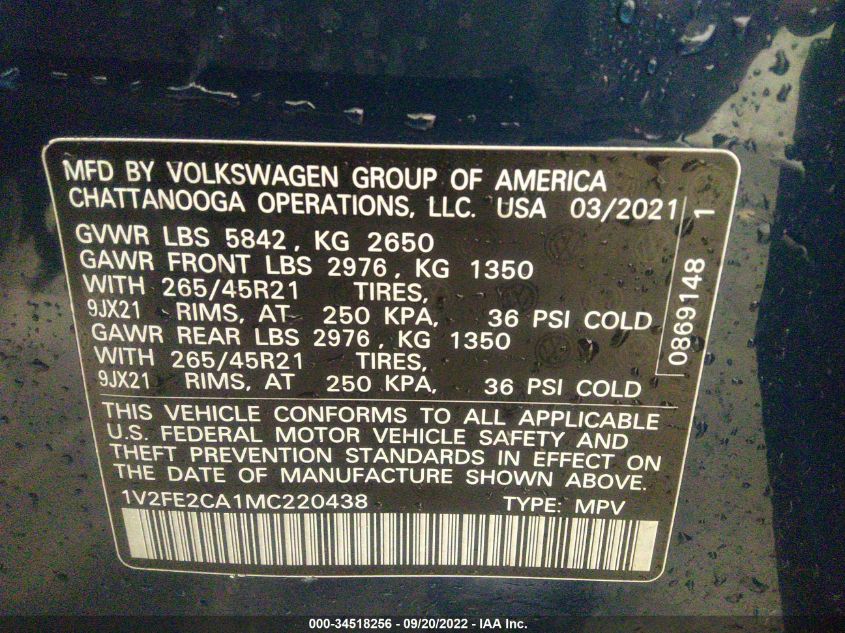 MFD BY VOLKSWAGEN GROUP OF AMERICA
CHATTANOOGA OPERATIONS, LLC. USA 03/2021
GVWR LBS 5842, KG 2650
GAWR FRONT LBS 2976, KG 1350
WITH 265/45R21 TIRES,
9JX21 RIMS, AT 250 KPA, 36 PSI COLD
GAWR REAR LBS 2976, KG 1350
WITH 265/45R21 TIRES,
9JX21 RIMS, AT 250 KPA, 36 PSI COLD
0869148 1
THIS VEHICLE CONFORMS TO ALL APPLICABLE
U.S. FEDERAL MOTOR VEHICLE SAFETY AND
THEFT PREVENTION STANDARDS IN EFFECT ON
THE DATE OF MANUFACTURE SHOWN ABOVE.
1V2FE2CA1MC220438 TYPE: MPV
000-34518256 - 09/20/2022 - IAA Inc.